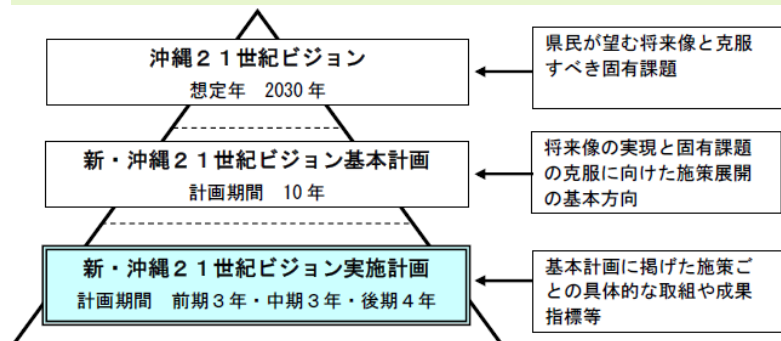 沖縄２１世紀ビジョン
想定年　2030 年
県民が望む将来像と克服
すべき固有課題
新・沖縄２１世紀ビジョン基本計画
計画期間　10 年
将来像の実現と固有課題
の克服に向けた施策展開
の基本方向
新・沖縄２１世紀ビジョン実施計画
計画期間　前期３年・中期３年・後期４年
基本計画に掲げた施策ご
との具体的な取組や成果
指標等